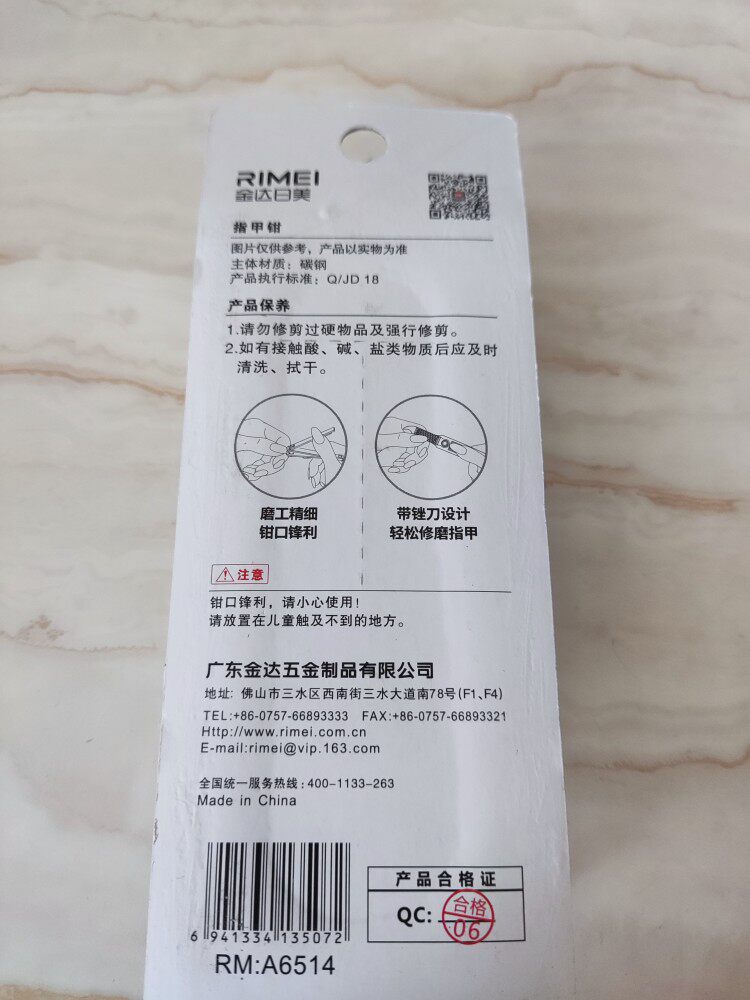 RIMEI
金达日美
指甲钳
图片仅供参考，产品以实物为准
主体材质：碳钢
产品执行标准：Q/JD 18
产品保养
1.请勿修剪过硬物品及强行修剪。
2.如有接触酸、碱、盐类物质后应及时
清洗、拭干。
磨工精细
钳口锋利
带锉刀设计
轻松修磨指甲
注意
钳口锋利，请小心使用！
请放置在儿童触及不到的地方。
广东金达五金制品有限公司
地址：佛山市三水区西南街三水大道南78号(F1、F4)
TEL:+86-0757-66893333 FAX:+86-0757-66893321
Http://www.rimei.com.cn
E-mail:rimei@vip.163.com
全国统一服务热线：400-1133-263
Made in China
6 941334 135072
RM:A6514
产品合格证
QC:
合格
06